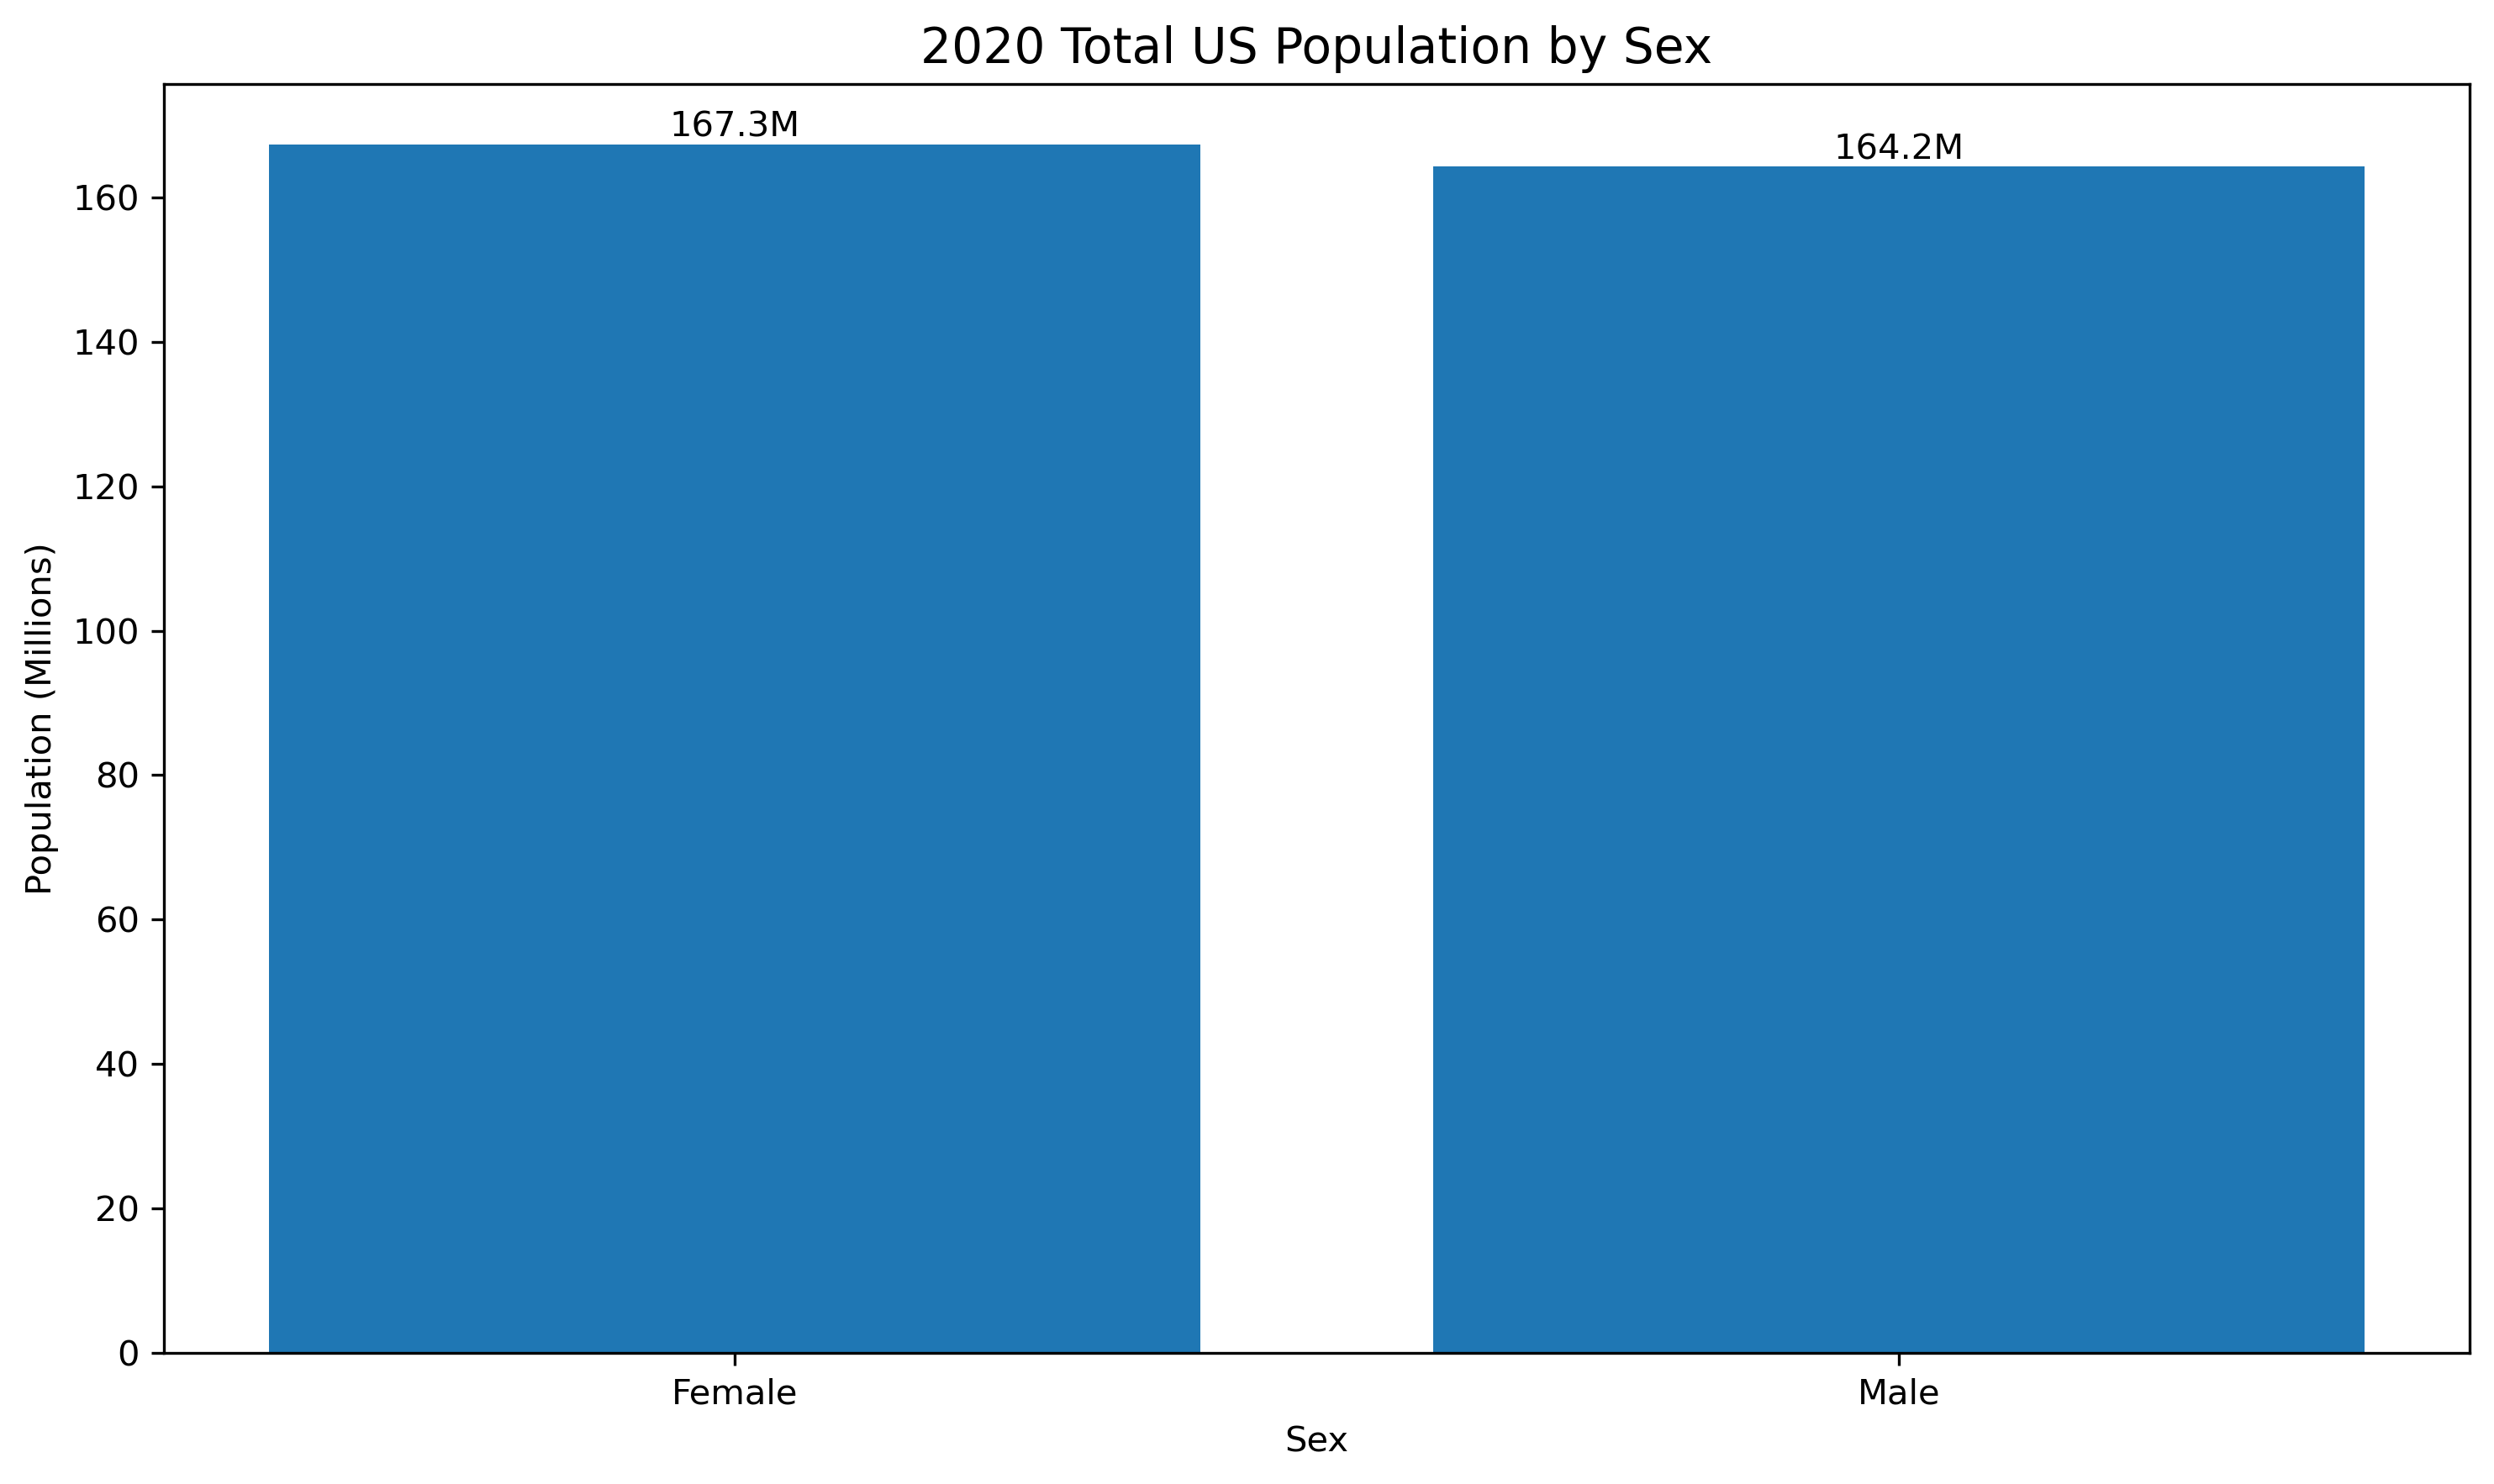 2020 Total US Population by Sex
167.3M
164.2M
160
140
120
100
80
60
40
20
0
Population (Millions)
Female
Male
Sex